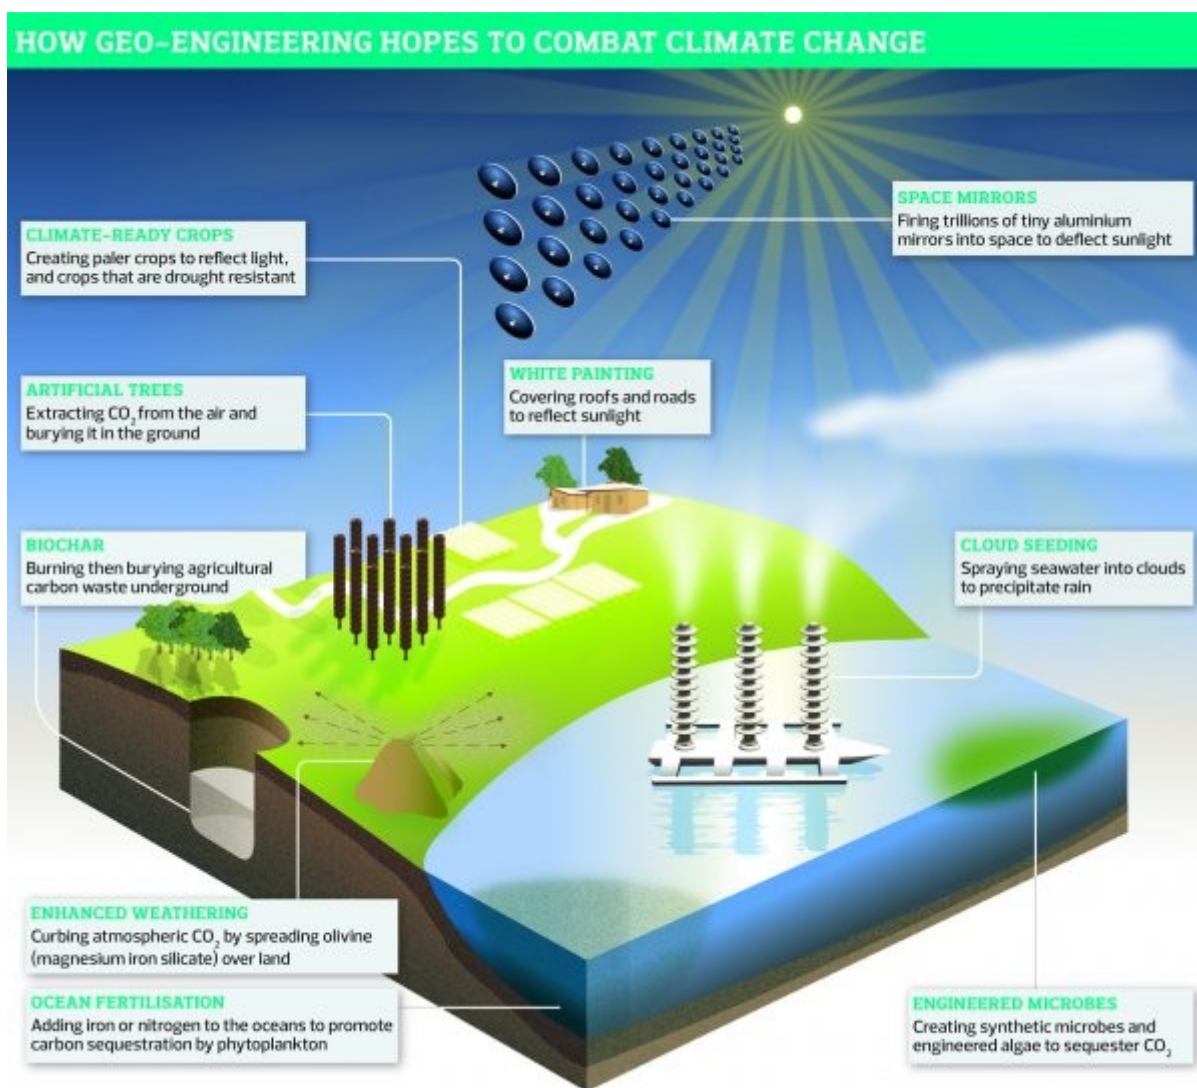 HOW GEO-ENGINEERING HOPES TO COMBAT CLIMATE CHANGE
SPACE MIRRORS
Firing trillions of tiny aluminium
mirrors into space to deflect sunlight
CLIMATE-READY CROPS
Creating paler crops to reflect light,
and crops that are drought resistant
WHITE PAINTING
Covering roofs and roads
to reflect sunlight
ARTIFICIAL TREES
Extracting CO₂ from the air and
burying it in the ground
BIOCHAR
Burning then burying agricultural
carbon waste underground
CLOUD SEEDING
Spraying seawater into clouds
to precipitate rain
ENHANCED WEATHERING
Curbing atmospheric CO₂ by spreading olivine
(magnesium iron silicate) over land
OCEAN FERTILISATION
Adding iron or nitrogen to the oceans to promote
carbon sequestration by phytoplankton
ENGINEERED MICROBES
Creating synthetic microbes and
engineered algae to sequester CO₂